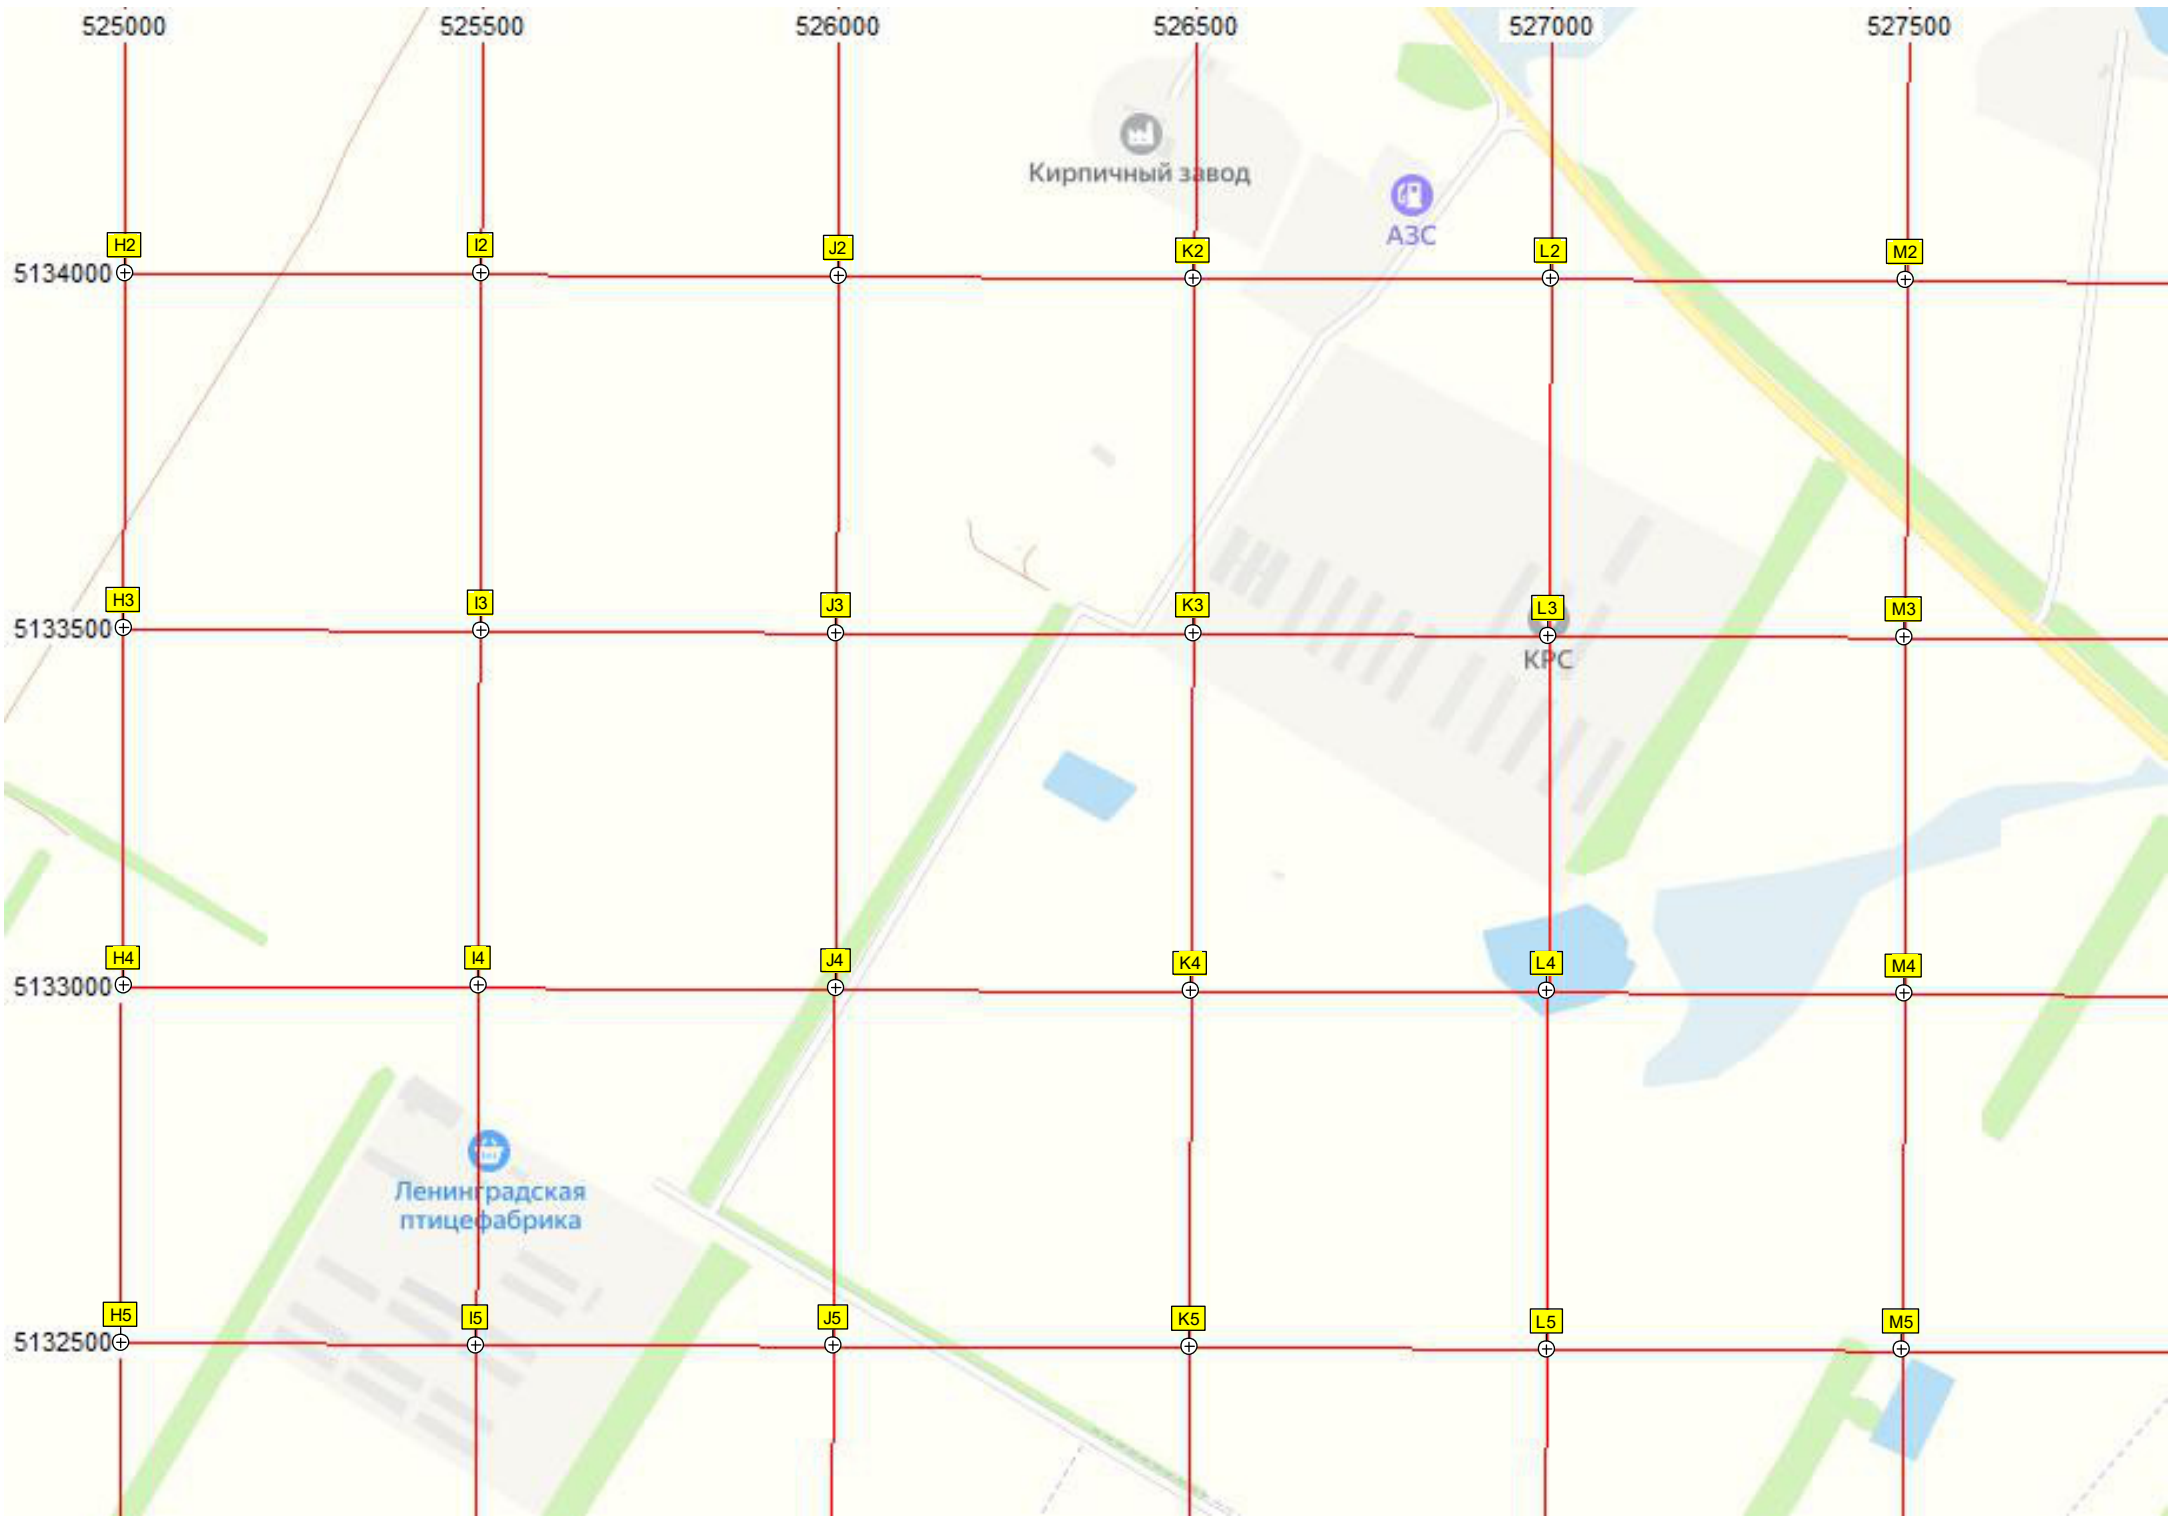 525000 525500 526000 526500 527000 527500
Кирпичный завод
АЗС
H2 I2 J2 K2 L2 M2
5134000
H3 I3 J3 K3 L3 M3
5133500
КРС
H4 I4 J4 K4 L4 M4
5133000
Ленинградская
птицефабрика
H5 I5 J5 K5 L5 M5
5132500